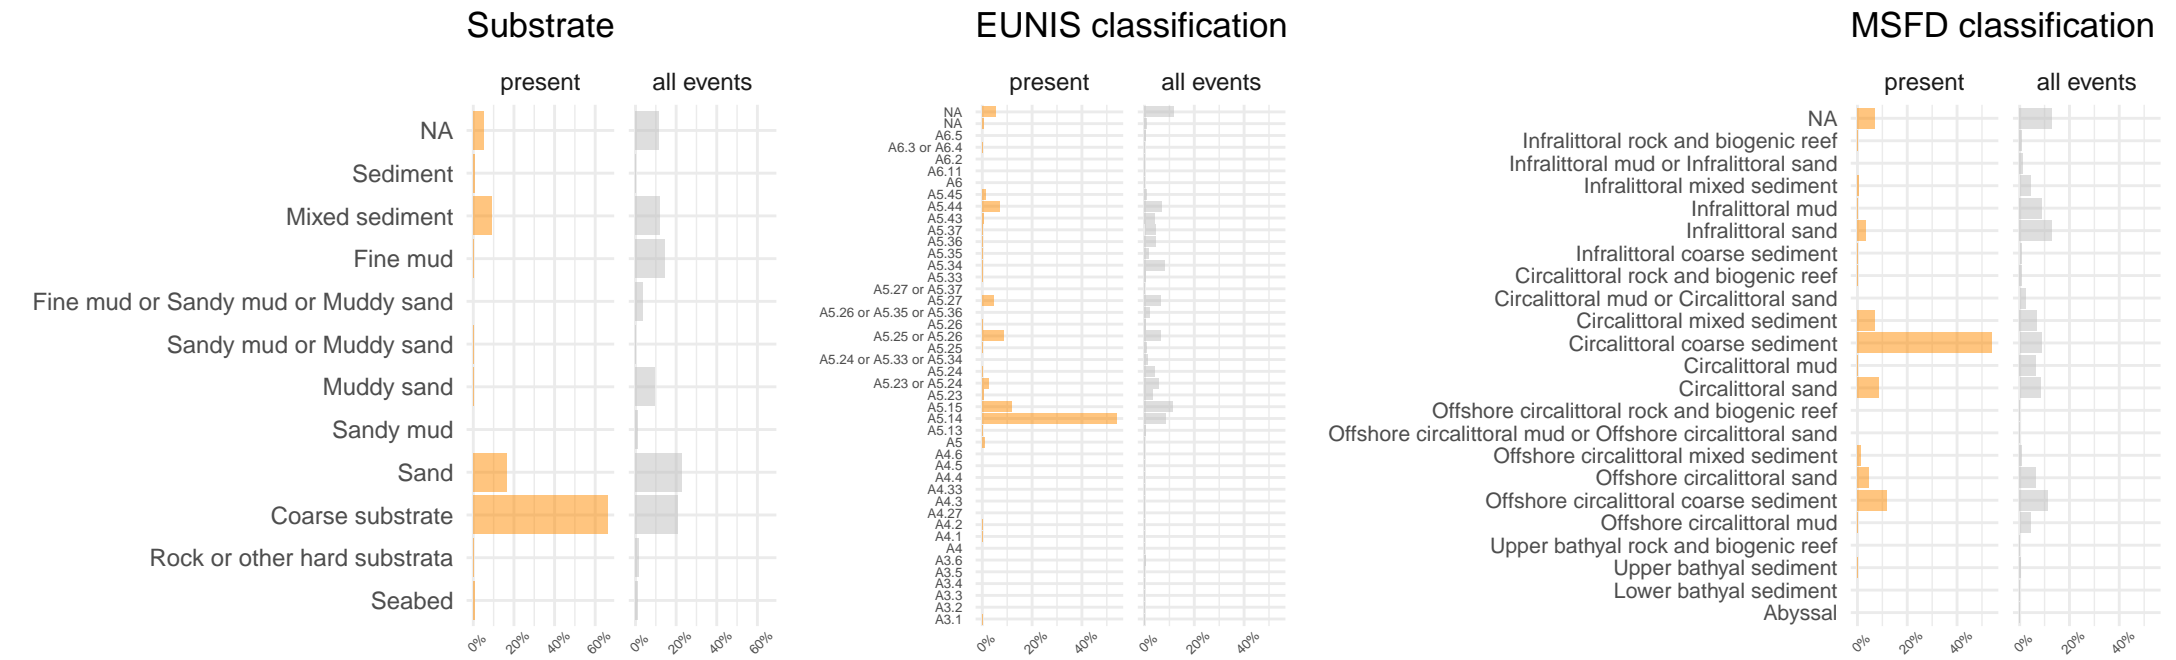 Substrate
present all events
NA
Sediment
Mixed sediment
Fine mud
Fine mud or Sandy mud or Muddy sand
Sandy mud or Muddy sand
Muddy sand
Sandy mud
Sand
Coarse substrate
Rock or other hard substrata
Seabed
0% 20% 40% 60% 0% 20% 40% 60%
EUNIS classification
present all events
NA
NA
A6.5
A6.3 or A6.4
A6.2
A6.11
A6
A5.45
A5.44
A5.43
A5.37
A5.36
A5.35
A5.34
A5.33
A5.27 or A5.37
A5.27
A5.26 or A5.35 or A5.36
A5.26
A5.25 or A5.26
A5.25
A5.24 or A5.33 or A5.34
A5.24
A5.23 or A5.24
A5.23
A5.15
A5.14
A5.13
A5
A4.6
A4.5
A4.4
A4.33
A4.3
A4.27
A4.2
A4.1
A4
A3.6
A3.5
A3.4
A3.3
A3.2
A3.1
0% 20% 40% 0% 20% 40%
MSFD classification
present all events
NA
Infralittoral rock and biogenic reef
Infralittoral mud or Infralittoral sand
Infralittoral mixed sediment
Infralittoral mud
Infralittoral sand
Infralittoral coarse sediment
Circalittoral rock and biogenic reef
Circalittoral mud or Circalittoral sand
Circalittoral mixed sediment
Circalittoral coarse sediment
Circalittoral mud
Circalittoral sand
Offshore circalittoral rock and biogenic reef
Offshore circalittoral mud or Offshore circalittoral sand
Offshore circalittoral mixed sediment
Offshore circalittoral sand
Offshore circalittoral coarse sediment
Offshore circalittoral mud
Upper bathyal rock and biogenic reef
Upper bathyal sediment
Lower bathyal sediment
Abyssal
0% 20% 40% 0% 20% 40%